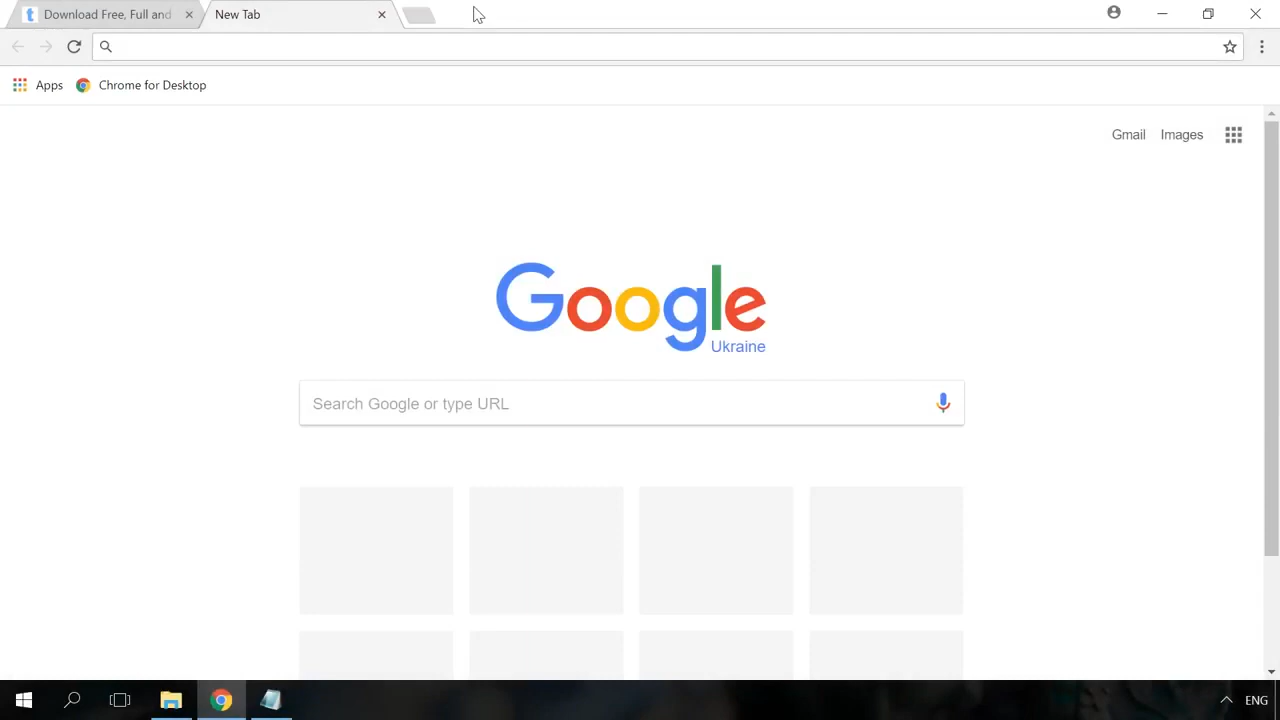 Download Free, Full and
New Tab
Apps
Chrome for Desktop
Gmail
Images
Google
Ukraine
Search Google or type URL
ENG